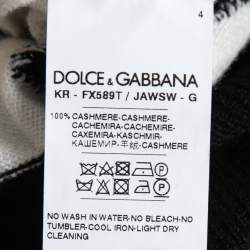 4
DOLCE & GABBANA
KR - FX589T / JAWSW - G
100% CASHMERE-CASHMERE-
CACHEMIRA-CACHEMIRE-
CAXEMIRA-KASCHMIR-
КАШЕМИР-羊绒-CASHMERE
NO WASH IN WATER-NO BLEACH-NO
TUMBLER-COOL IRON-LIGHT DRY
CLEANING